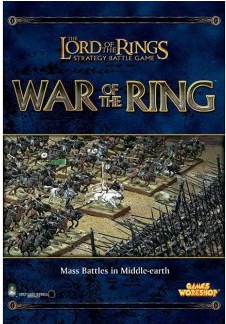 THE LORD OF THE RINGS
STRATEGY BATTLE GAME
WAR OF THE RING
Mass Battles in Middle-earth
GAMES WORKSHOP